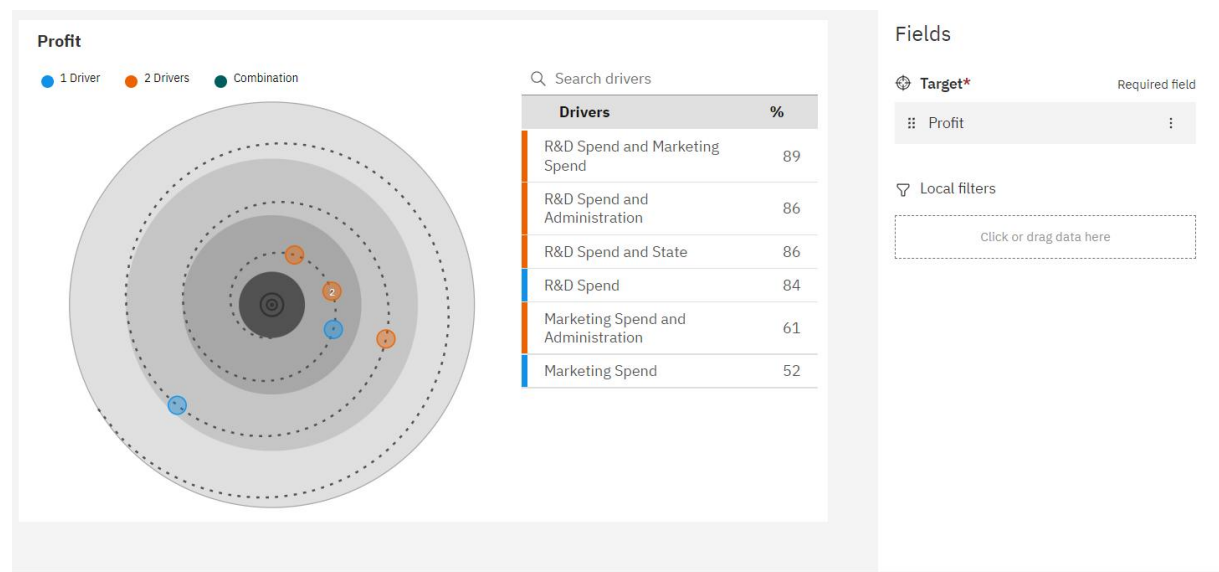 Profit
1 Driver 2 Drivers Combination
2
Search drivers
Drivers %
R&D Spend and Marketing
Spend 89
R&D Spend and
Administration 86
R&D Spend and State 86
R&D Spend 84
Marketing Spend and
Administration 61
Marketing Spend 52
Fields
Target* Required field
Profit
Local filters
Click or drag data here